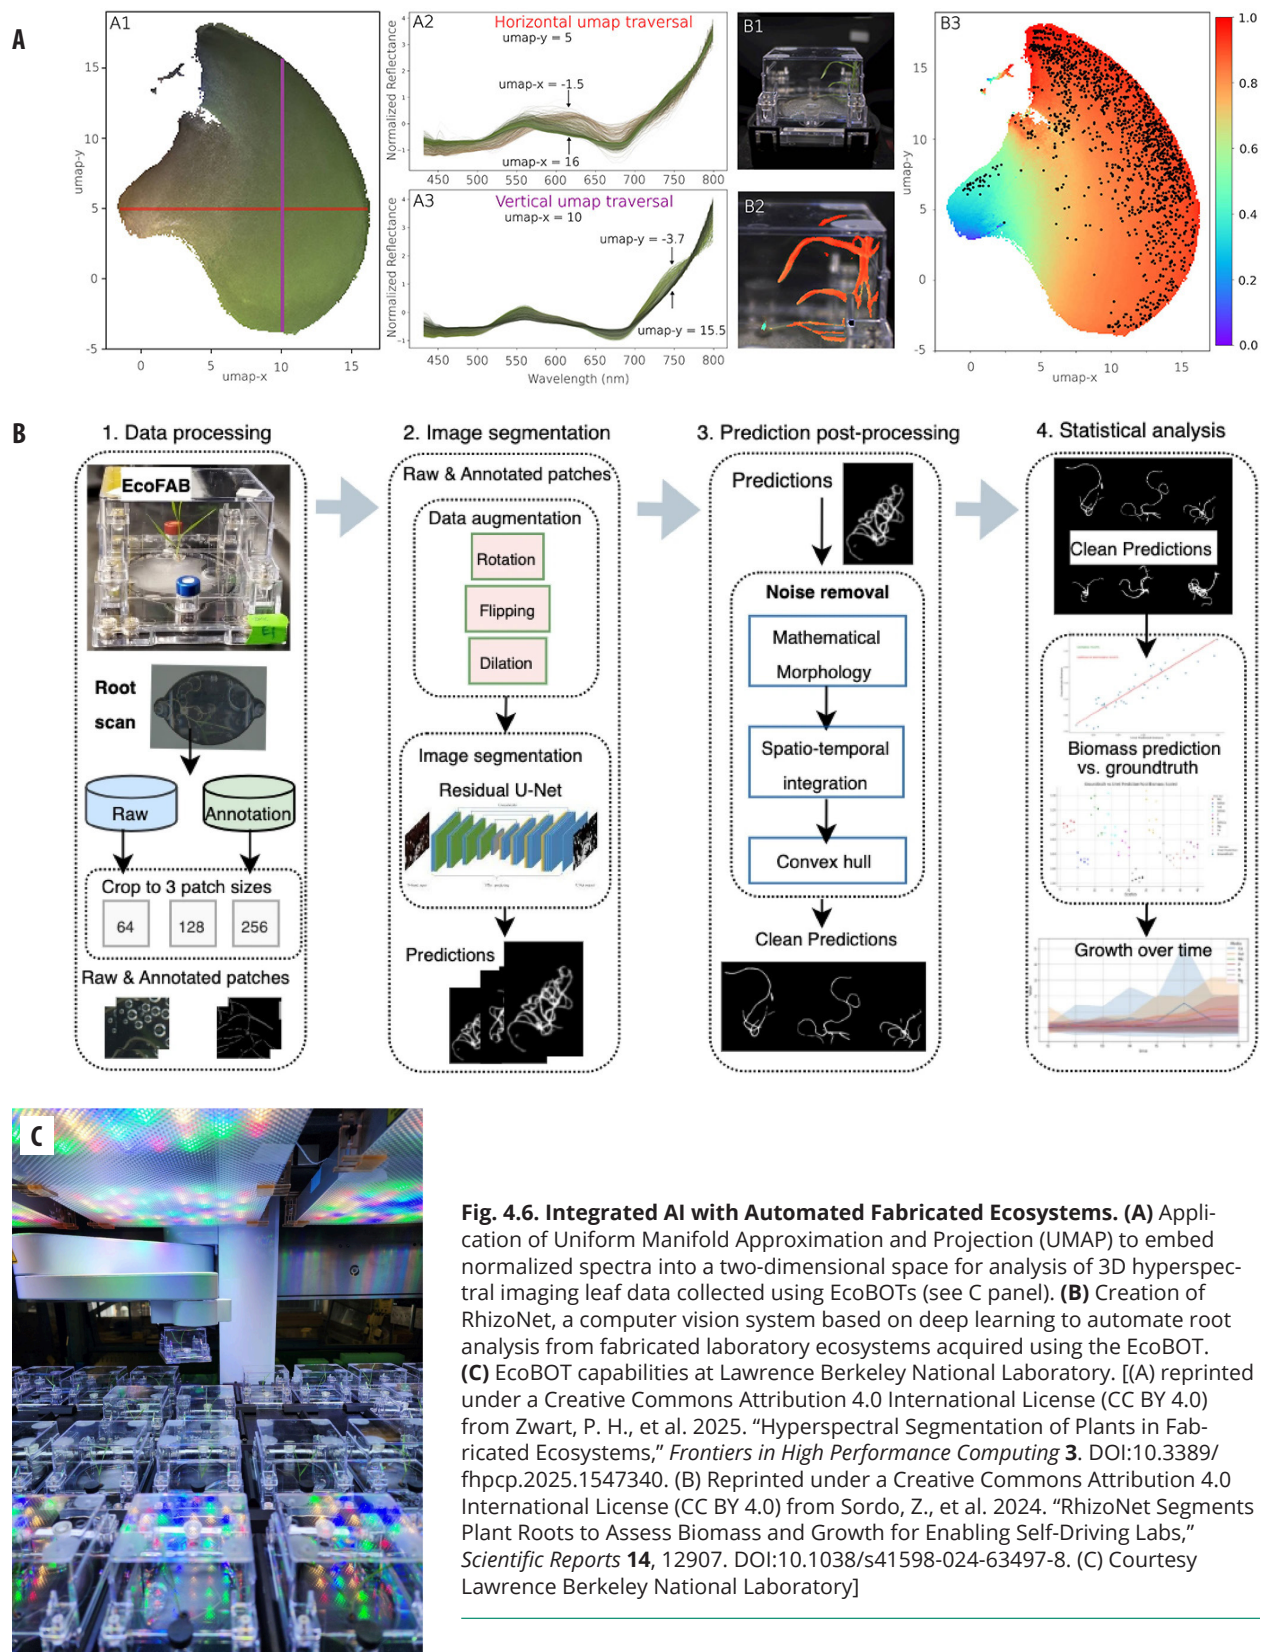 A
A1
umap-y
15
10
5
0
-5
0
5
10
15
umap-x
A2
Horizontal umap traversal
umap-y = 5
umap-x = -1.5
umap-x = 16
Normalized Reflectance
4
3
2
1
0
−1
450 500 550 600 650 700 750 800
A3
Vertical umap traversal
umap-x = 10
umap-y = -3.7
umap-y = 15.5
Normalized Reflectance
4
3
2
1
0
−1
450 500 550 600 650 700 750 800
Wavelength (nm)
B1
B2
B3
umap-y
15
10
5
0
-5
0
5
10
15
umap-x
1.0
0.8
0.6
0.4
0.2
0.0
B
1. Data processing
EcoFAB
Root
scan
Raw
Annotation
Crop to 3 patch sizes
64
128
256
Raw & Annotated patches
2. Image segmentation
Raw & Annotated patches
Data augmentation
Rotation
Flipping
Dilation
Image segmentation
Residual U-Net
Predictions
3. Prediction post-processing
Predictions
Noise removal
Mathematical
Morphology
Spatio-temporal
integration
Convex hull
Clean Predictions
4. Statistical analysis
Clean Predictions
Biomass prediction
vs. groundtruth
Growth over time
C
Fig. 4.6. Integrated AI with Automated Fabricated Ecosystems. (A) Appli-
cation of Uniform Manifold Approximation and Projection (UMAP) to embed
normalized spectra into a two-dimensional space for analysis of 3D hyperspec-
tral imaging leaf data collected using EcoBOTs (see C panel). (B) Creation of
RhizoNet, a computer vision system based on deep learning to automate root
analysis from fabricated laboratory ecosystems acquired using the EcoBOT.
(C) EcoBOT capabilities at Lawrence Berkeley National Laboratory. [(A) reprinted
under a Creative Commons Attribution 4.0 International License (CC BY 4.0)
from Zwart, P. H., et al. 2025. “Hyperspectral Segmentation of Plants in Fab-
ricated Ecosystems,” Frontiers in High Performance Computing 3. DOI:10.3389/
fhpcp.2025.1547340. (B) Reprinted under a Creative Commons Attribution 4.0
International License (CC BY 4.0) from Sordo, Z., et al. 2024. “RhizoNet Segments
Plant Roots to Assess Biomass and Growth for Enabling Self-Driving Labs,”
Scientific Reports 14, 12907. DOI:10.1038/s41598-024-63497-8. (C) Courtesy
Lawrence Berkeley National Laboratory]